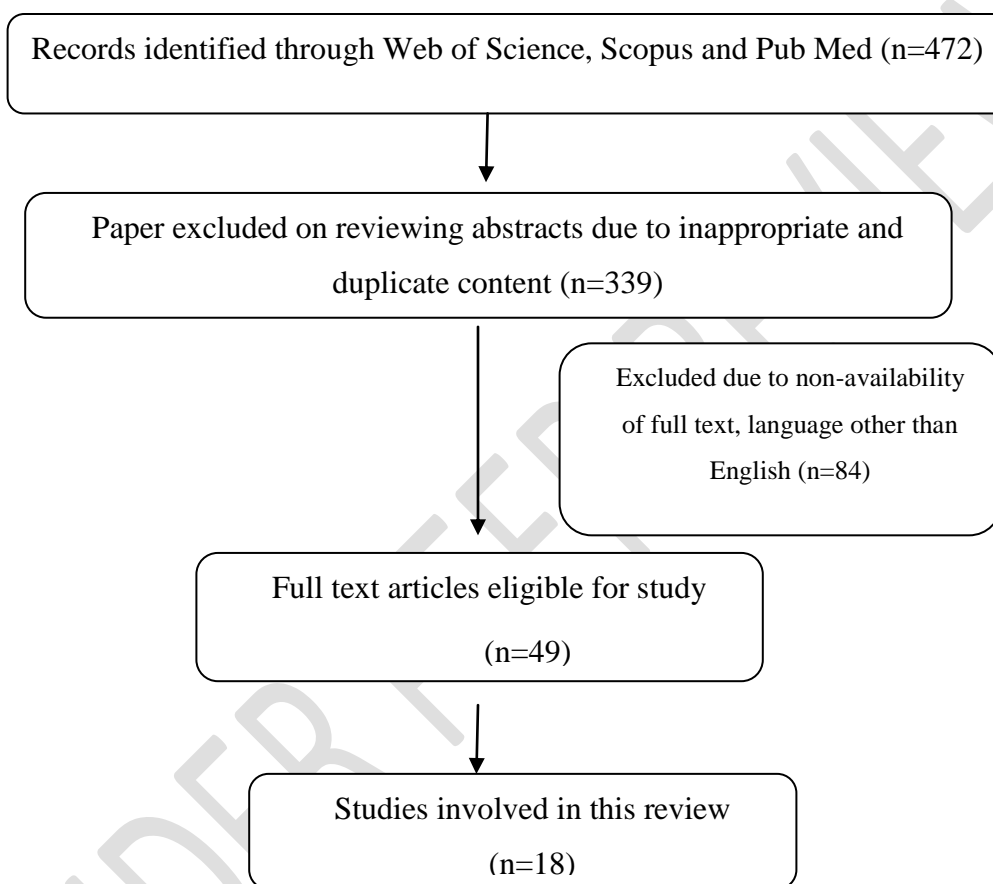 Records identified through Web of Science, Scopus and Pub Med (n=472)
Paper excluded on reviewing abstracts due to inappropriate and
duplicate content (n=339)
Excluded due to non-availability
of full text, language other than
English (n=84)
Full text articles eligible for study
(n=49)
Studies involved in this review
(n=18)